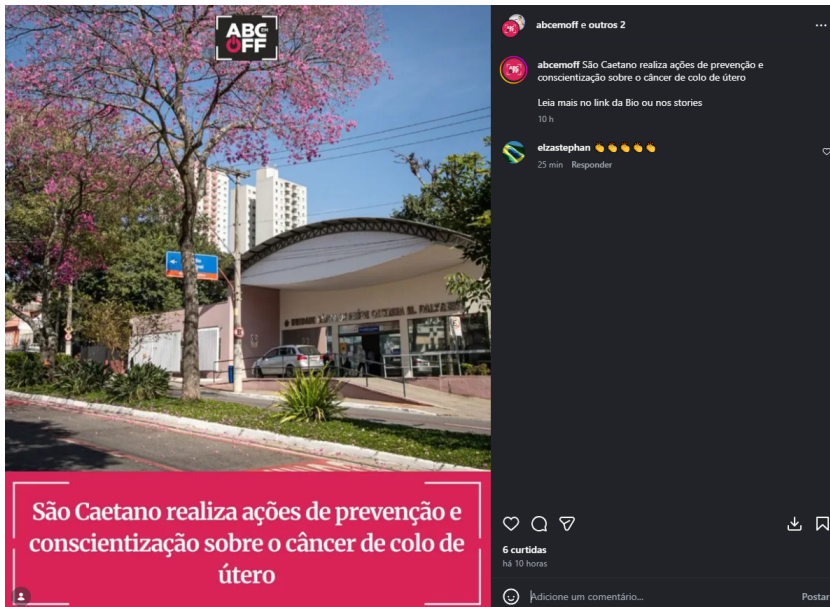 ABC EM
OFF
São Caetano realiza ações de prevenção e
conscientização sobre o câncer de colo de
útero
abcemoff e outros 2
abcemoff São Caetano realiza ações de prevenção e
conscientização sobre o câncer de colo de útero
Leia mais no link da Bio ou nos stories
10 h
elzastephan 👏👏👏👏👏
25 min Responder
6 curtidas
há 10 horas
Adicione um comentário...
Postar